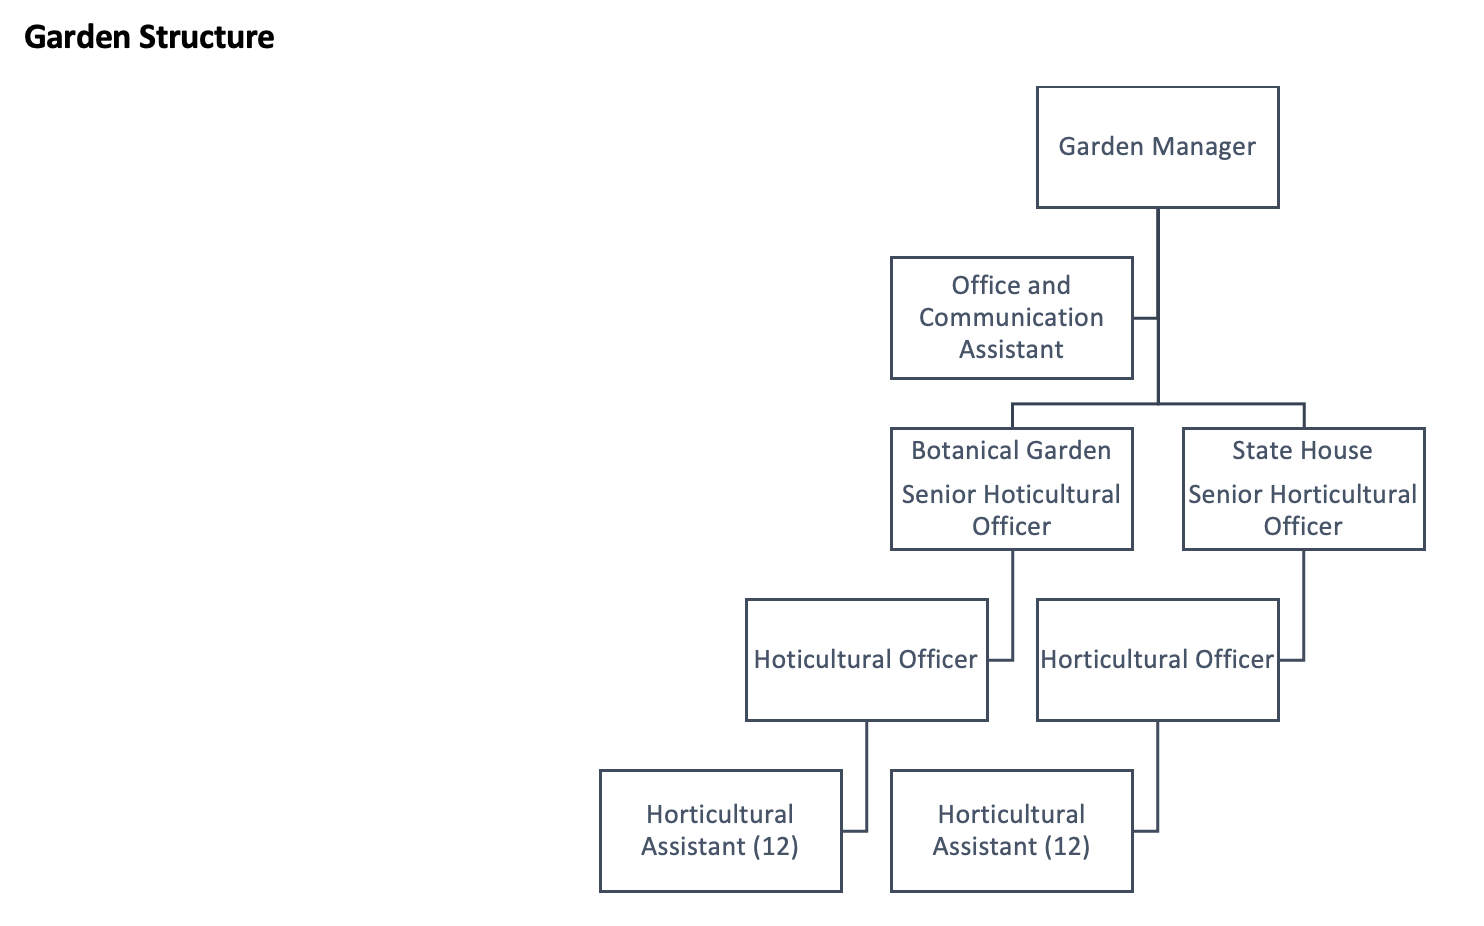 Garden Structure
Garden Manager
Office and
Communication
Assistant
Botanical Garden
Senior Hoticultural
Officer
State House
Senior Horticultural
Officer
Hoticultural Officer
Horticultural Officer
Horticultural
Assistant (12)
Horticultural
Assistant (12)